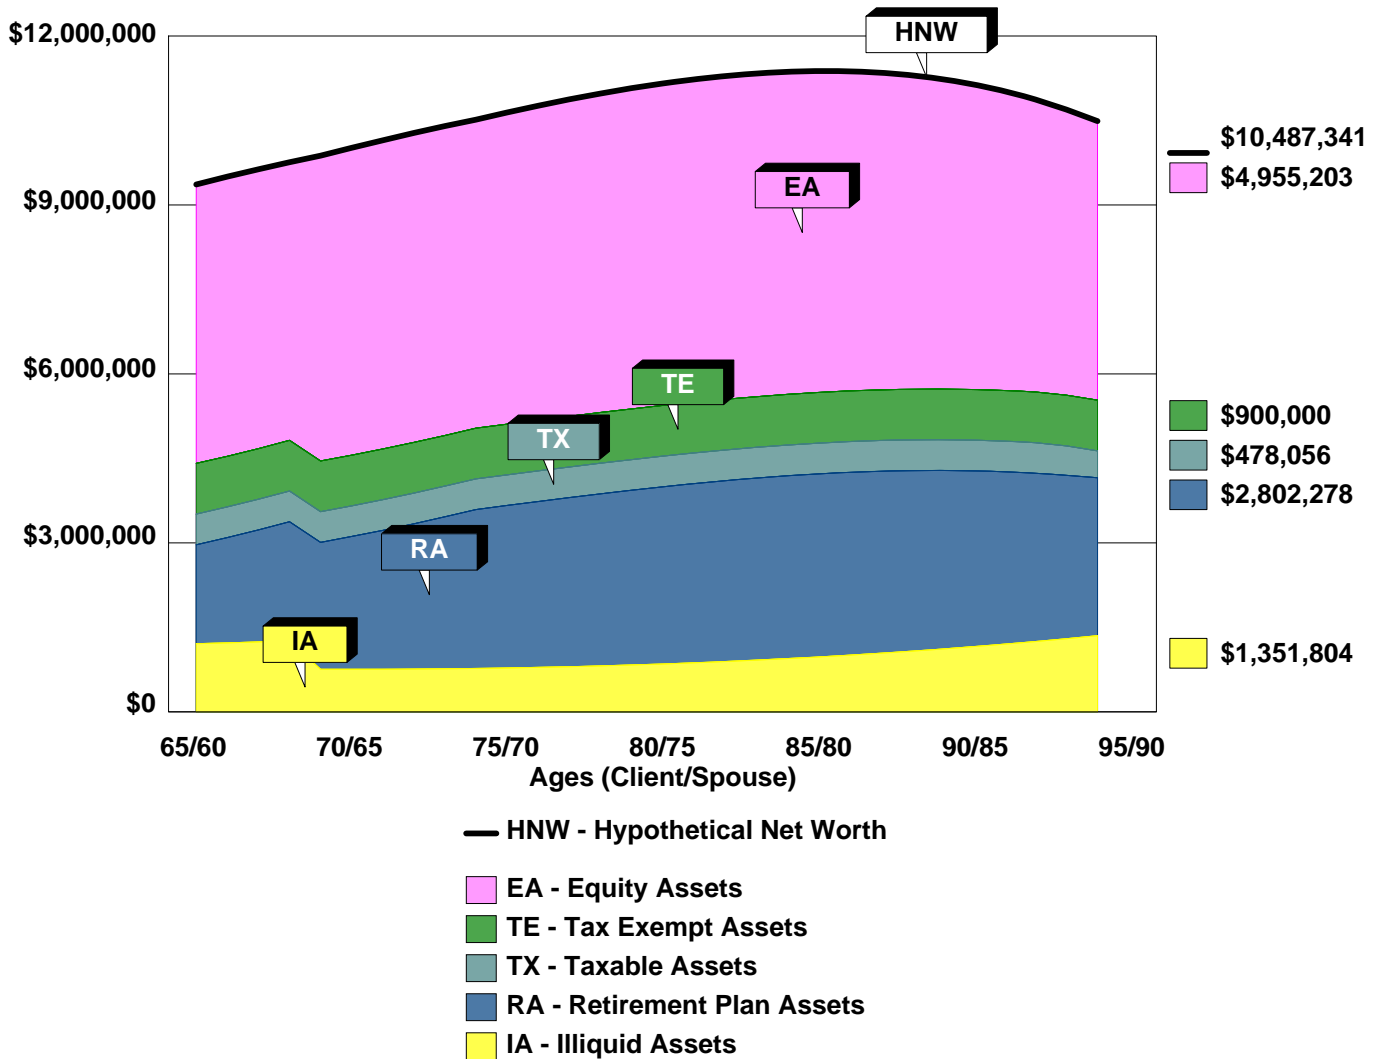 $12,000,000
HNW
$10,487,341
$4,955,203
EA
$9,000,000
$6,000,000
TE
$900,000
TX
$478,056
$2,802,278
$3,000,000
RA
IA
$1,351,804
$0
65/60 70/65 75/70 80/75 85/80 90/85 95/90
Ages (Client/Spouse)
HNW - Hypothetical Net Worth
EA - Equity Assets
TE - Tax Exempt Assets
TX - Taxable Assets
RA - Retirement Plan Assets
IA - Illiquid Assets